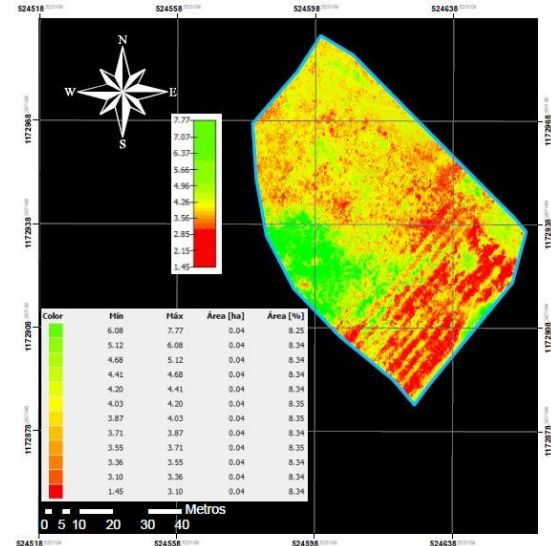 524518 524558 524598 524638
N
W E
S
1172968 1172968
1172938 1172938
1172908 1172908
1172878 1172878
7.77
7.07
6.37
5.66
4.96
4.26
3.56
2.85
2.15
1.45
Color Mín Máx Área [ha] Área [%]
6.08 7.77 0.04 8.25
5.12 6.08 0.04 8.34
4.68 5.12 0.04 8.34
4.41 4.68 0.04 8.34
4.20 4.41 0.04 8.34
4.03 4.20 0.04 8.35
3.87 4.03 0.04 8.35
3.71 3.87 0.04 8.34
3.55 3.71 0.04 8.35
3.36 3.55 0.04 8.34
3.10 3.36 0.04 8.34
1.45 3.10 0.04 8.34
Metros
0 5 10 20 30 40
524518 524558 524598 524638